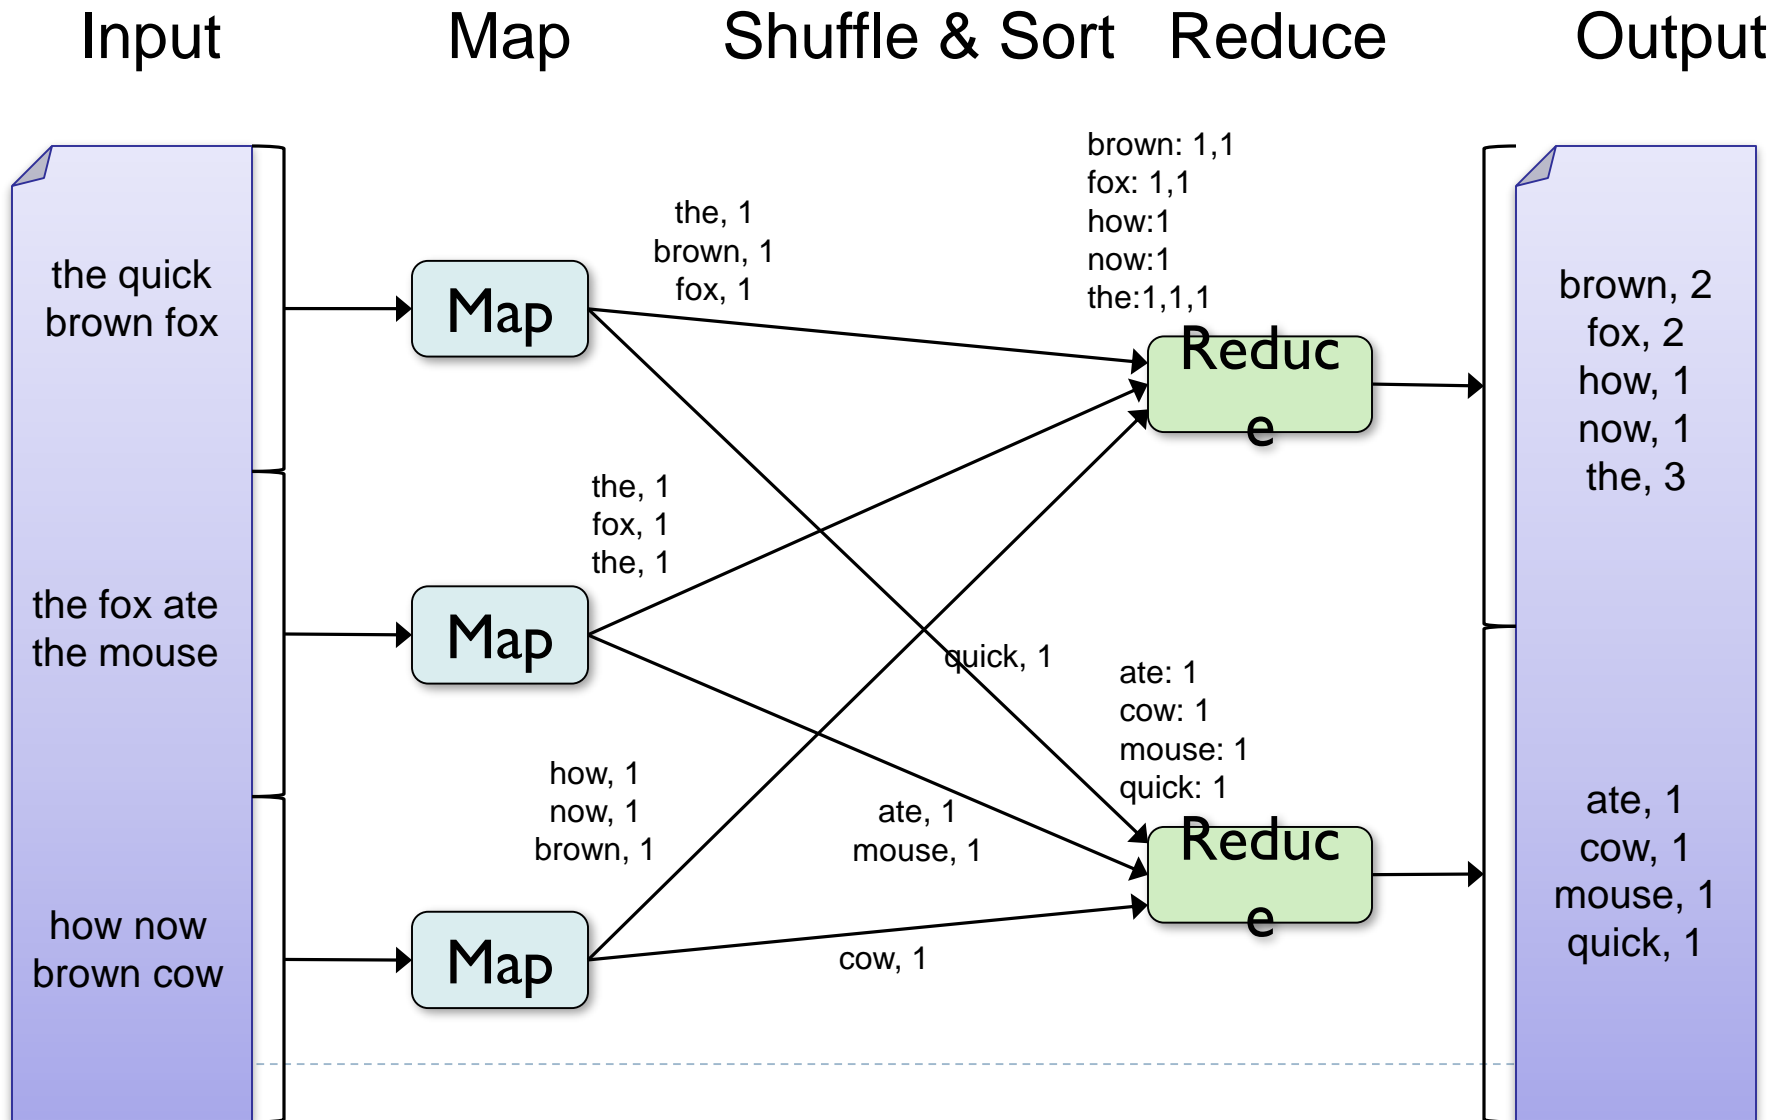 Input Map Shuffle & Sort Reduce Output
the quick
brown fox
the fox ate
the mouse
how now
brown cow
Map
Map
Map
the, 1
brown, 1
fox, 1
the, 1
fox, 1
the, 1
how, 1
now, 1
brown, 1
quick, 1
ate, 1
mouse, 1
cow, 1
brown: 1,1
fox: 1,1
how:1
now:1
the:1,1,1
Reduc
e
ate: 1
cow: 1
mouse: 1
quick: 1
Reduc
e
brown, 2
fox, 2
how, 1
now, 1
the, 3
ate, 1
cow, 1
mouse, 1
quick, 1